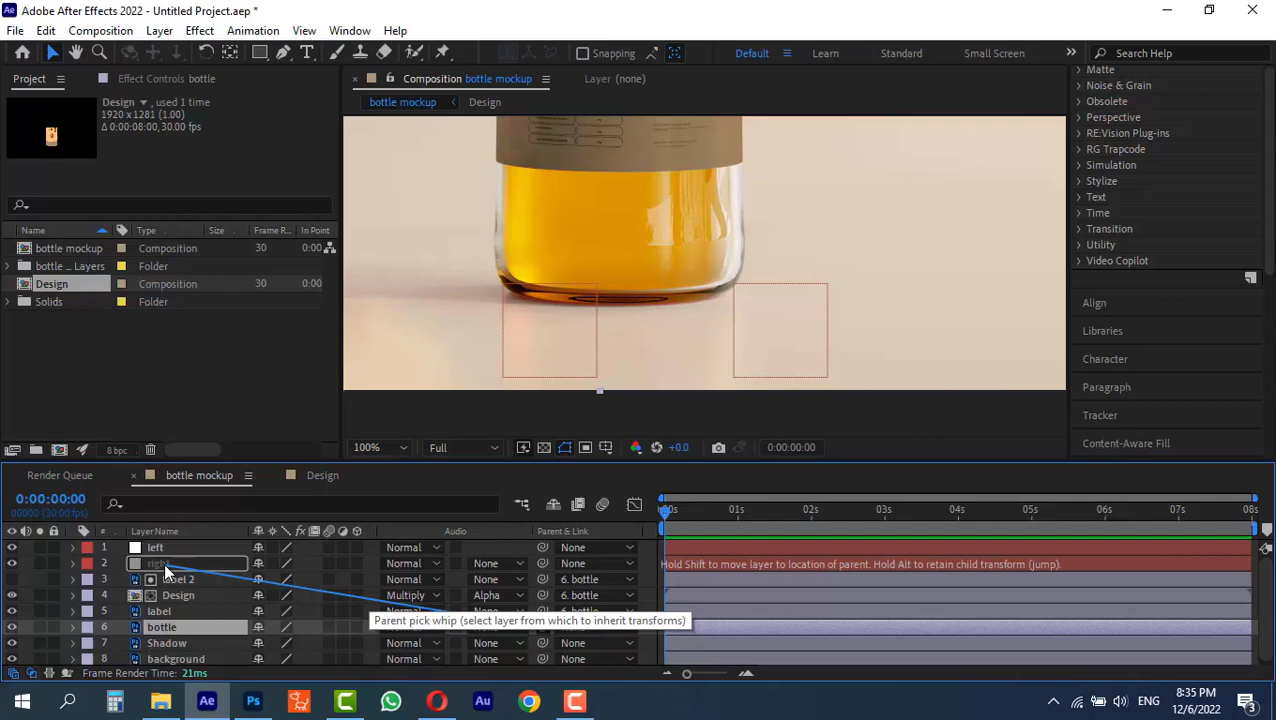 Adobe After Effects 2022 - Untitled Project.aep *
File Edit Composition Layer Effect Animation View Window Help
Snapping Default Learn Standard Small Screen Search Help
Project Effect Controls bottle Composition bottle mockup Layer (none)
bottle mockup Design
Design , used 1 time
1920 x 1281 (1.00)
Δ 0:00:08:00, 30.00 fps
Name Type Size Frame R... In Point
bottle mockup Composition 30 0:00
bottle _ Layers Folder
Design Composition 30 0:00
Solids Folder
8 bpc
100% Full +0.0 0:00:00:00
Matte
Noise & Grain
Obsolete
Perspective
RE:Vision Plug-ins
RG Trapcode
Simulation
Stylize
Text
Time
Transition
Utility
Video Copilot
Align
Libraries
Character
Paragraph
Tracker
Content-Aware Fill
Render Queue bottle mockup Design
0:00:00:00
00000 (30.00 fps)
:00s 01s 02s 03s 04s 05s 06s 07s 08s
# Layer Name Audio Parent & Link
1 left Normal None
2 Normal None None Hold Shift to move layer to location of parent. Hold Alt to retain child transform (jump).
3 2 Normal None 6. bottle
4 Design Multiply Alpha 6. bottle
5 label
Parent pick whip (select layer from which to inherit transforms)
6 bottle
7 Shadow Normal None None
8 background Normal None None
Frame Render Time: 21ms
Ae Ps Au ENG 8:35 PM
12/6/2022
3